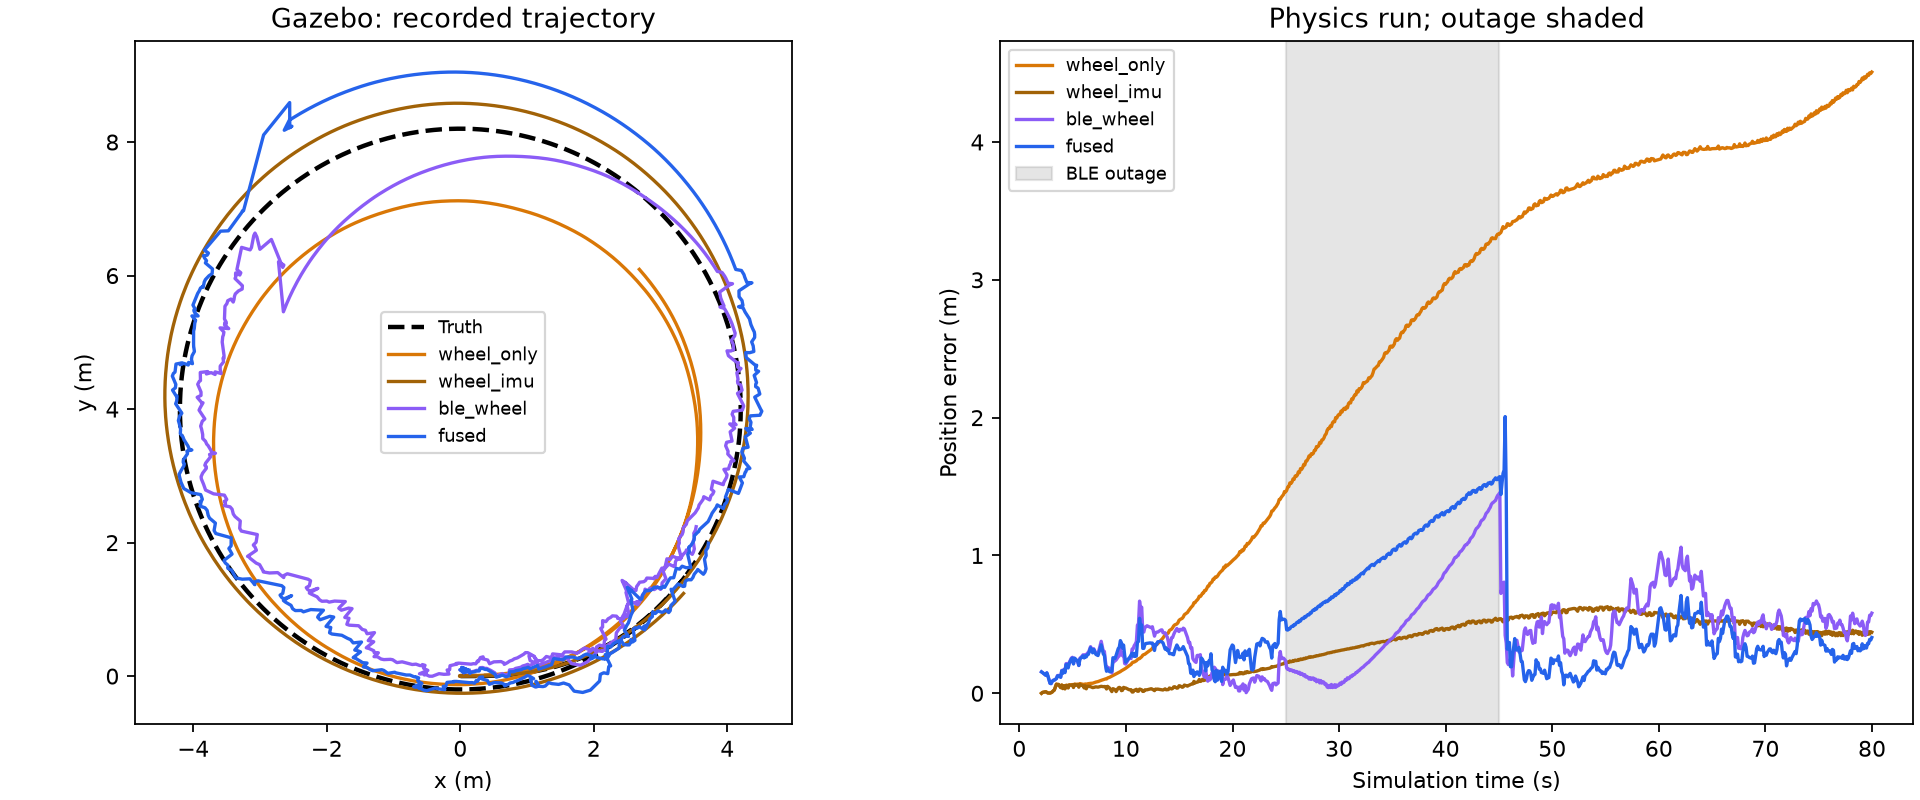 Gazebo: recorded trajectory
8
6
4
2
0
y (m)
−4
−2
0
2
4
x (m)
Truth
wheel_only
wheel_imu
ble_wheel
fused
Physics run; outage shaded
4
3
2
1
0
Position error (m)
0
10
20
30
40
50
60
70
80
Simulation time (s)
wheel_only
wheel_imu
ble_wheel
fused
BLE outage